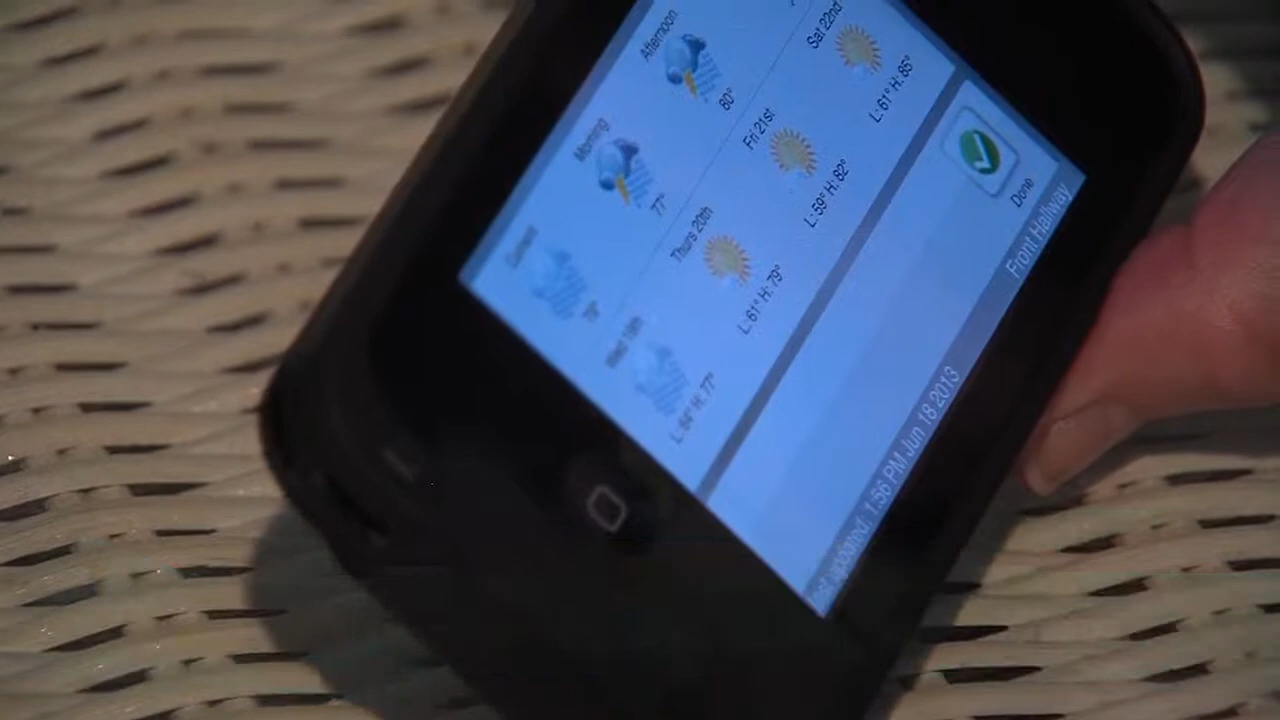 Afternoon
80°
Morning
77°
Sat 22nd
L: 61° H: 85°
Fri 21st
L: 59° H: 82°
Thurs 20th
L: 61° H: 79°
L: 64° H: 77°
Done
Front Hallway
updated: 1:56 PM Jun 18 2013